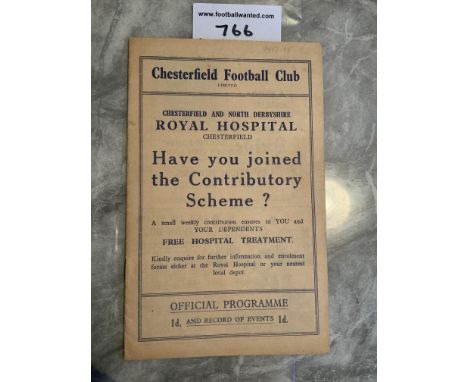 www.footballwanted.com
766
Chesterfield Football Club
LIMITED
CHESTERFIELD AND NORTH DERBYSHIRE
ROYAL HOSPITAL
CHESTERFIELD
Have you joined
the Contributory
Scheme ?
A small weekly contribution ensures to YOU and
YOUR DEPENDENTS
FREE HOSPITAL TREATMENT.
Kindly enquire for further information and enrolment
forms either at the Royal Hospital or your nearest
local depot.
OFFICIAL PROGRAMME
1d. AND RECORD OF EVENTS 1d.